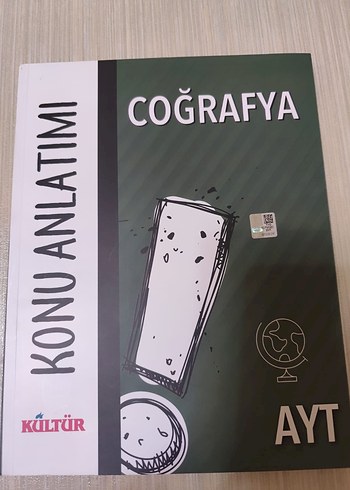 KONU ANLATIMI
COĞRAFYA
KÜLTÜR
AYT